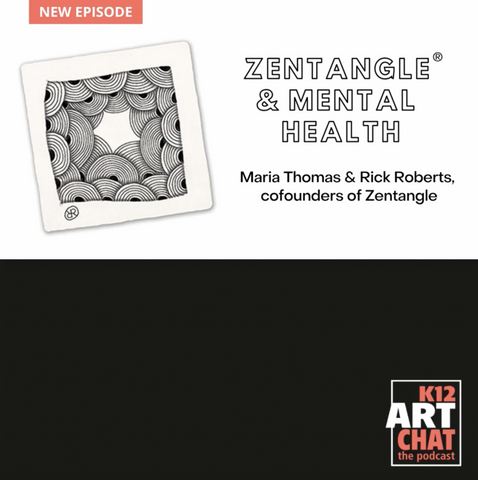 NEW EPISODE
ZENTANGLE®
& MENTAL
HEALTH
Maria Thomas & Rick Roberts,
cofounders of Zentangle
K12
ART
CHAT
the podcast